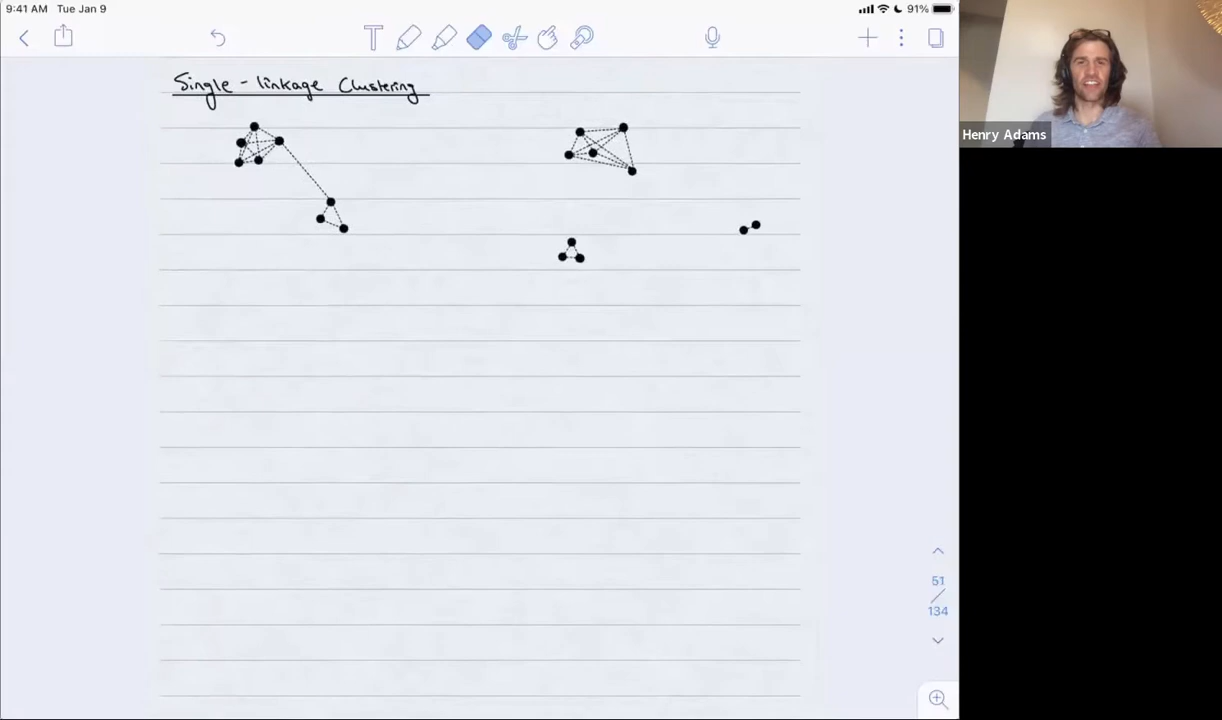 9:41 AM Tue Jan 9
91%
T
Single-linkage Clustering
Henry Adams
51
134